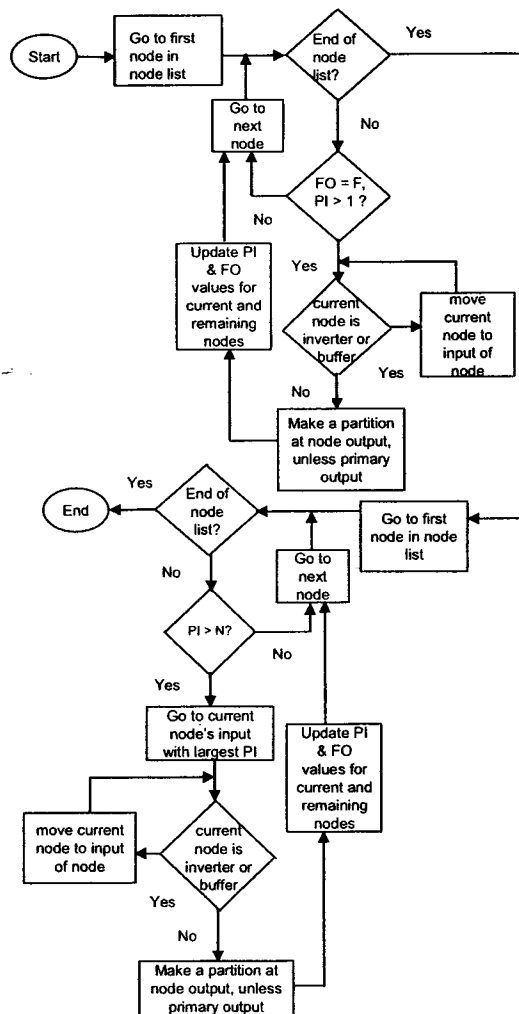 Start
Go to first
node in
node list
End of
node
list?
Yes
No
Go to
next
node
FO = F,
PI > 1 ?
No
Yes
Update PI
& FO
values for
current and
remaining
nodes
current
node is
inverter or
buffer
Yes
move
current
node to
input of
node
No
Make a partition
at node output,
unless primary
output
End
Yes
End of
node
list?
Go to first
node in node
list
Go to
next
node
No
PI > N?
No
Yes
Go to current
node's input
with largest PI
Update PI
& FO
values for
current and
remaining
nodes
move current
node to input
of node
current
node is
inverter or
buffer
Yes
No
Make a partition at
node output, unless
primary output